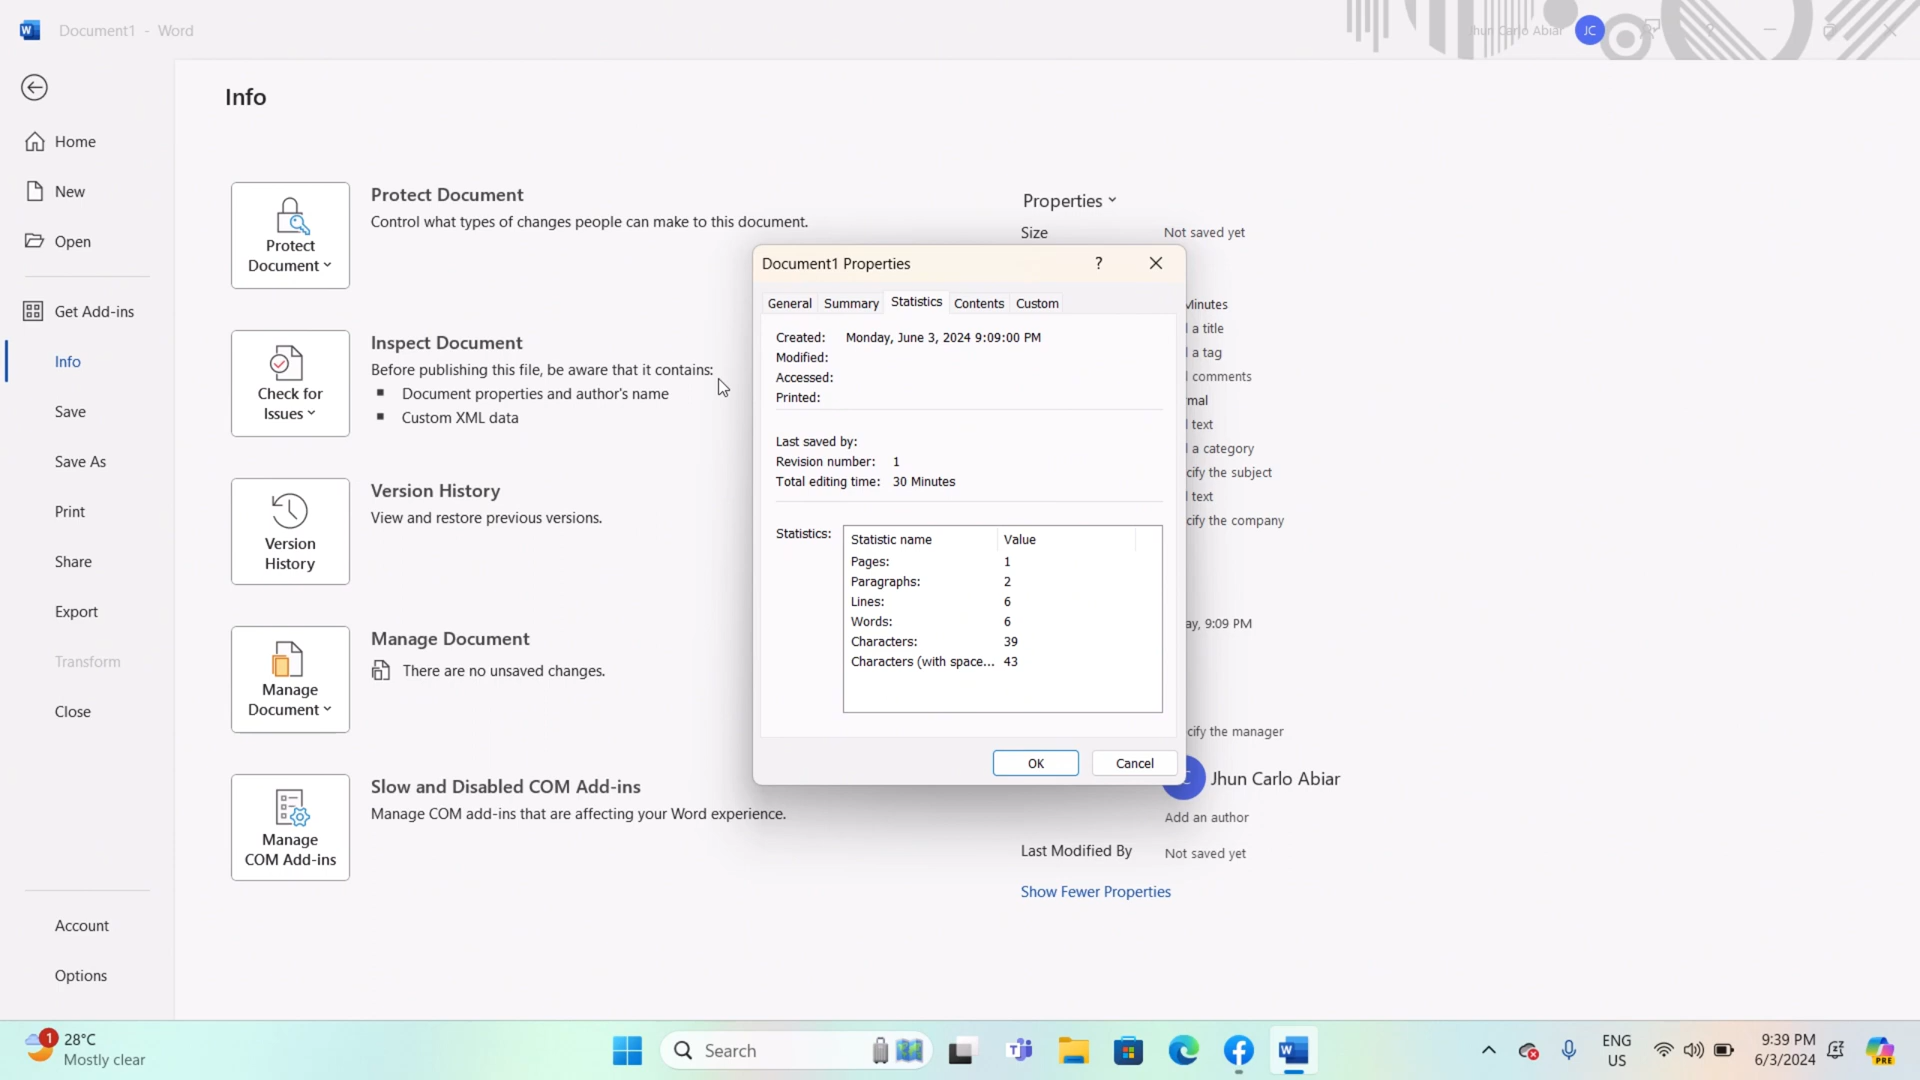 Document1 - Word
Jhun Carlo Abiar
JC
Info
Home
New
Open
Get Add-ins
Info
Save
Save As
Print
Share
Export
Transform
Close
Account
Options
Protect Document
Protect Document
Control what types of changes people can make to this document.
Check for Issues
Inspect Document
Before publishing this file, be aware that it contains:
Document properties and author's name
Custom XML data
Version History
Version History
View and restore previous versions.
Manage Document
Manage Document
There are no unsaved changes.
Manage COM Add-ins
Slow and Disabled COM Add-ins
Manage COM add-ins that are affecting your Word experience.
Properties
Size Not saved yet
Minutes
a title
a tag
comments
text
a category
the subject
text
the company
9:09 PM
the manager
Jhun Carlo Abiar
Add an author
Last Modified By Not saved yet
Show Fewer Properties
Document1 Properties ?
General Summary Statistics Contents Custom
Created: Monday, June 3, 2024 9:09:00 PM
Modified:
Accessed:
Printed:
Last saved by:
Revision number: 1
Total editing time: 30 Minutes
Statistics:
Statistic name Value
Pages: 1
Paragraphs: 2
Lines: 6
Words: 6
Characters: 39
Characters (with space... 43
OK Cancel
1
28°C
Mostly clear
Search
ENG
US
9:39 PM
6/3/2024
PRE